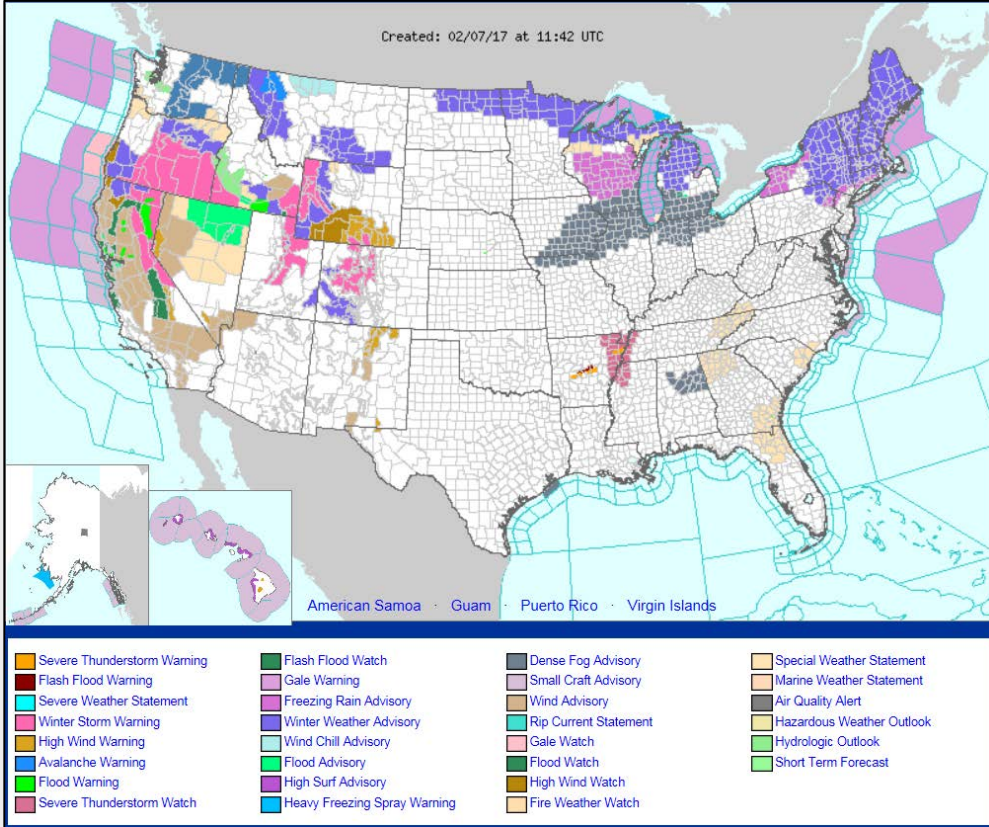 Created: 02/07/17 at 11:42 UTC
American Samoa · Guam · Puerto Rico · Virgin Islands
Severe Thunderstorm Warning
Flash Flood Warning
Severe Weather Statement
Winter Storm Warning
High Wind Warning
Avalanche Warning
Flood Warning
Severe Thunderstorm Watch
Flash Flood Watch
Gale Warning
Freezing Rain Advisory
Winter Weather Advisory
Wind Chill Advisory
Flood Advisory
High Surf Advisory
Heavy Freezing Spray Warning
Dense Fog Advisory
Small Craft Advisory
Wind Advisory
Rip Current Statement
Gale Watch
Flood Watch
High Wind Watch
Fire Weather Watch
Special Weather Statement
Marine Weather Statement
Air Quality Alert
Hazardous Weather Outlook
Hydrologic Outlook
Short Term Forecast